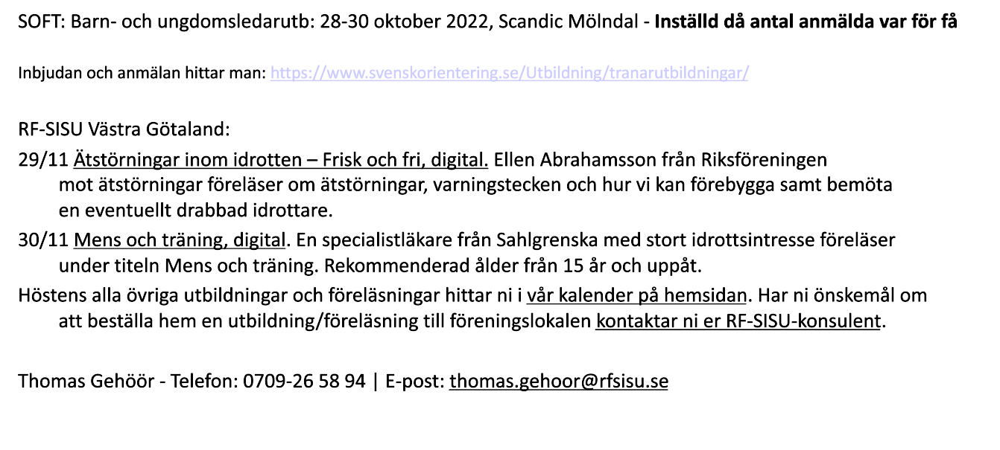 SOFT: Barn- och ungdomsledarutb: 28-30 oktober 2022, Scandic Mölndal - Inställd då antal anmälda var för få
Inbjudan och anmälan hittar man: https://www.svenskorientering.se/Utbildning/tranarutbildningar/
RF-SISU Västra Götaland:
29/11 Ätstörningar inom idrotten – Frisk och fri, digital. Ellen Abrahamsson från Riksföreningen
mot ätstörningar föreläser om ätstörningar, varningstecken och hur vi kan förebygga samt bemöta
en eventuellt drabbad idrottare.
30/11 Mens och träning, digital. En specialistläkare från Sahlgrenska med stort idrottsintresse föreläser
under titeln Mens och träning. Rekommenderad ålder från 15 år och uppåt.
Höstens alla övriga utbildningar och föreläsningar hittar ni i vår kalender på hemsidan. Har ni önskemål om
att beställa hem en utbildning/föreläsning till föreningslokalen kontaktar ni er RF-SISU-konsulent.
Thomas Gehöör - Telefon: 0709-26 58 94 | E-post: thomas.gehoor@rfsisu.se